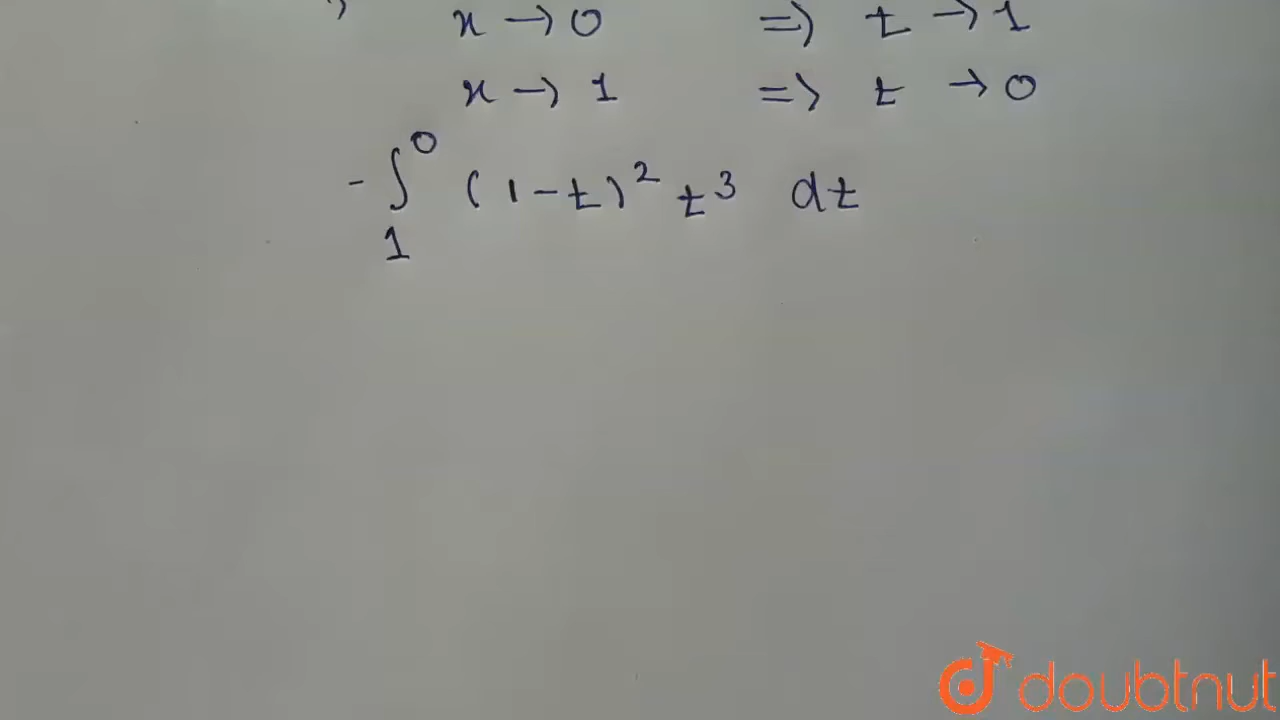 x → 0 ⇒ t → 1
x → 1 ⇒ t → 0
- ∫₁⁰ (1-t)² t³ dt
doubtnut